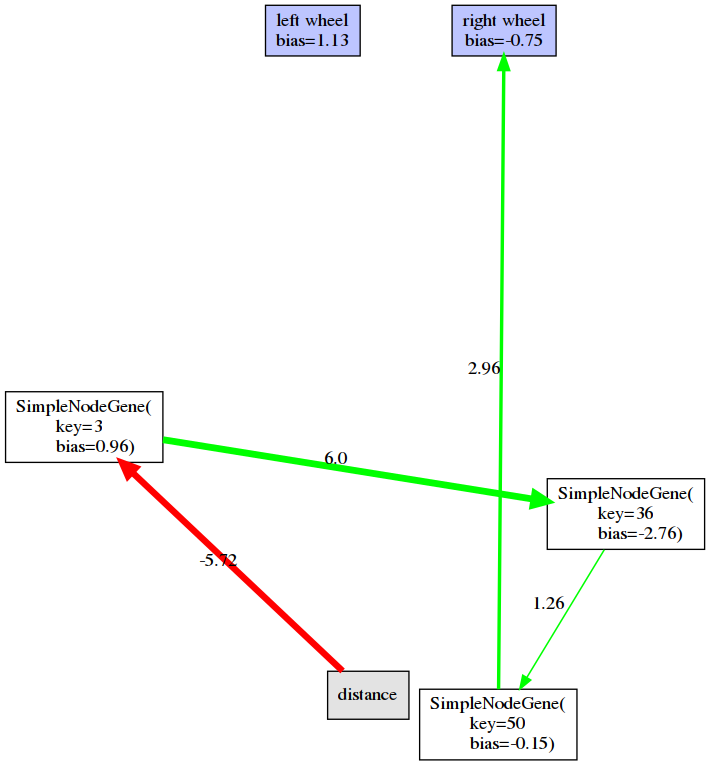 left wheel
bias=1.13
right wheel
bias=-0.75
2.96
SimpleNodeGene(
key=3
bias=0.96)
6.0
SimpleNodeGene(
key=36
bias=-2.76)
-5.72
1.26
distance
SimpleNodeGene(
key=50
bias=-0.15)